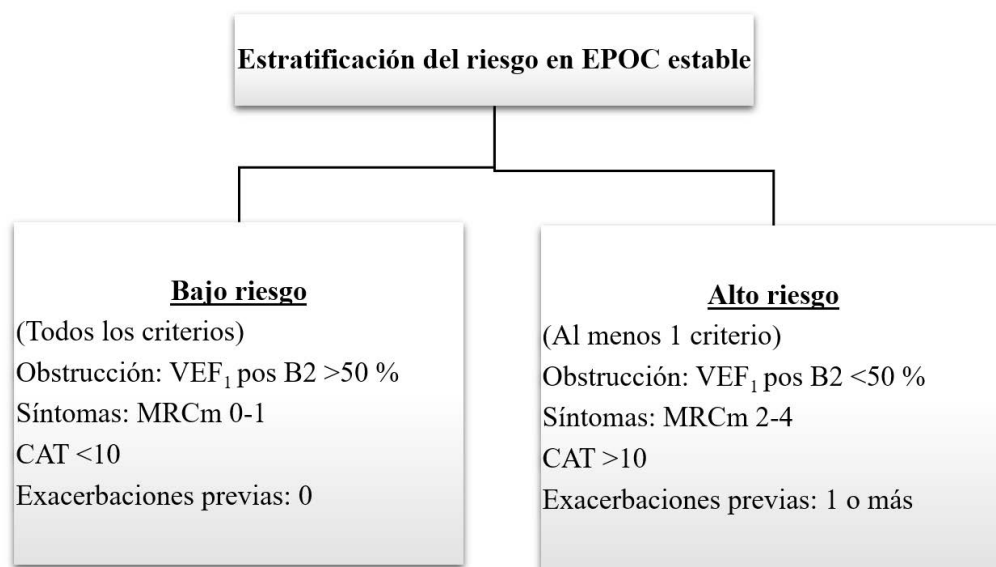 Estratificación del riesgo en EPOC estable
Bajo riesgo
(Todos los criterios)
Obstrucción: VEF₁ pos B2 >50 %
Síntomas: MRCm 0-1
CAT <10
Exacerbaciones previas: 0
Alto riesgo
(Al menos 1 criterio)
Obstrucción: VEF₁ pos B2 <50 %
Síntomas: MRCm 2-4
CAT >10
Exacerbaciones previas: 1 o más